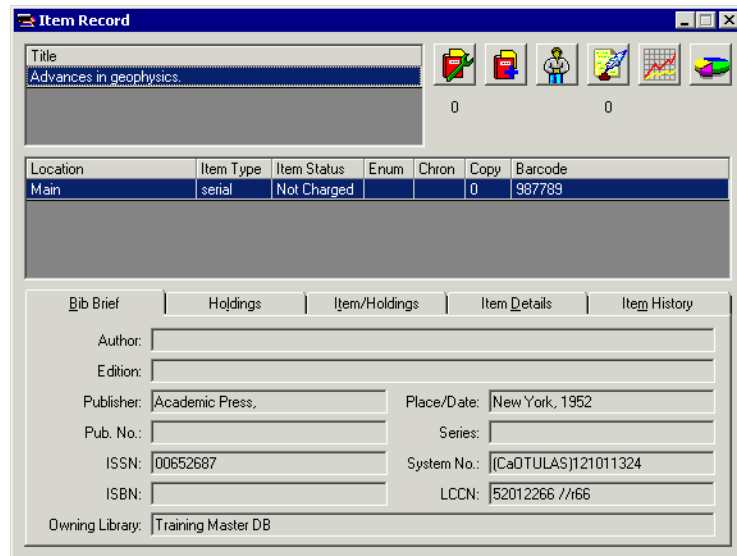 Item Record
Title
Advances in geophysics.
0 0
Location Item Type Item Status Enum Chron Copy Barcode
Main serial Not Charged 0 987789
Bib Brief Holdings Item/Holdings Item Details Item History
Author:
Edition:
Publisher: Academic Press, Place/Date: New York, 1952
Pub. No.: Series:
ISSN: 00652687 System No.: (CaOTULAS)121011324
ISBN: LCCN: 52012266 //r66
Owning Library: Training Master DB